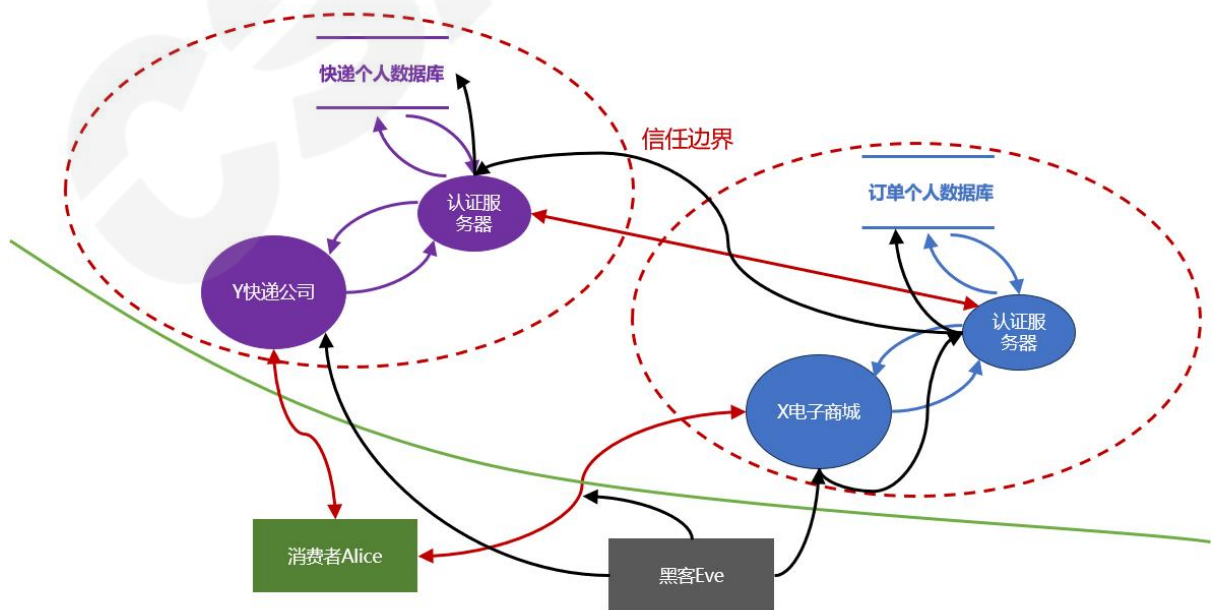 快递个人数据库
信任边界
认证服
务器
订单个人数据库
Y快递公司
认证服
务器
X电子商城
消费者Alice
黑客Eve